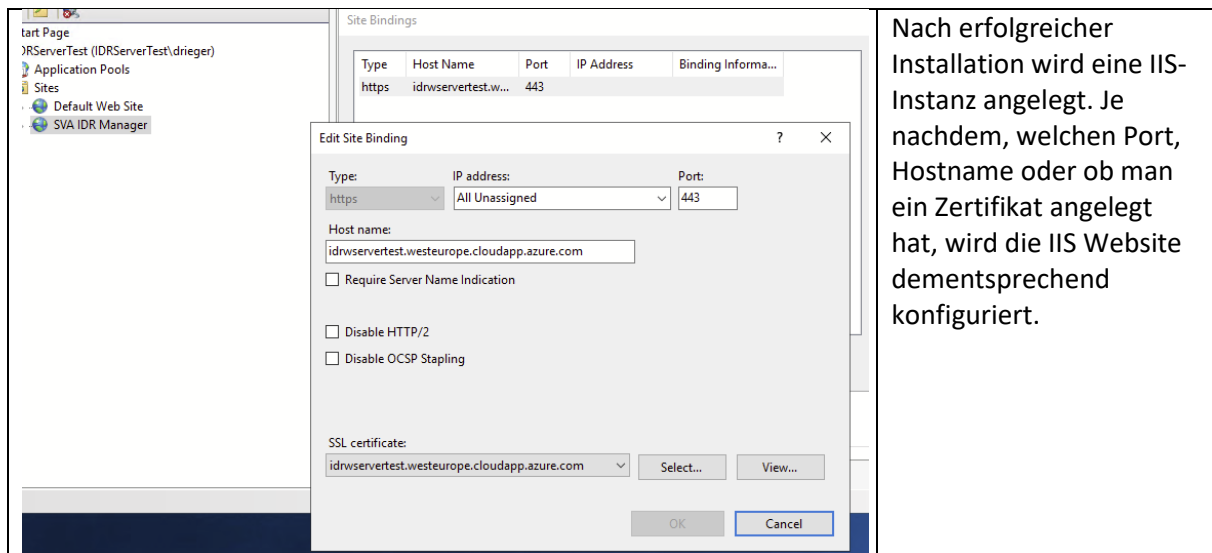 Site Bindings
tart Page
RServerTest (IDRServerTest\drieger)
Application Pools
Sites
Default Web Site
SVA IDR Manager
Type Host Name Port IP Address Binding Informa...
https idrwservertest.w... 443
Edit Site Binding ? X
Type: IP address: Port:
https All Unassigned 443
Host name:
idrwservertest.westeurope.cloudapp.azure.com
Require Server Name Indication
Disable HTTP/2
Disable OCSP Stapling
SSL certificate:
idrwservertest.westeurope.cloudapp.azure.com Select... View...
OK Cancel
Nach erfolgreicher
Installation wird eine IIS-
Instanz angelegt. Je
nachdem, welchen Port,
Hostname oder ob man
ein Zertifikat angelegt
hat, wird die IIS Website
dementsprechend
konfiguriert.